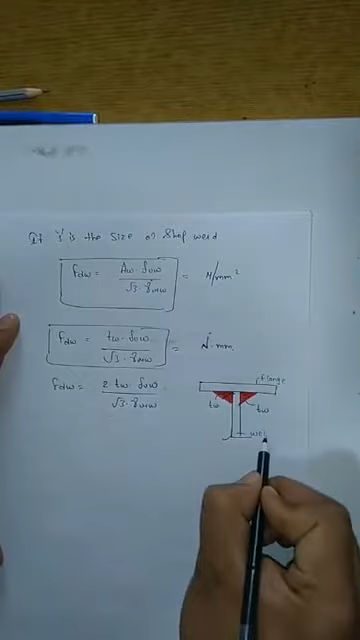 If 'S' is the size of shop weld
fdw = Aw . fuw / √3 . γmw = N/mm²
fdw = tw . fuw / √3 . γmw = N. mm
fdw = 2 tw . fuw / √3 . γmw
flange
tw
tw
we